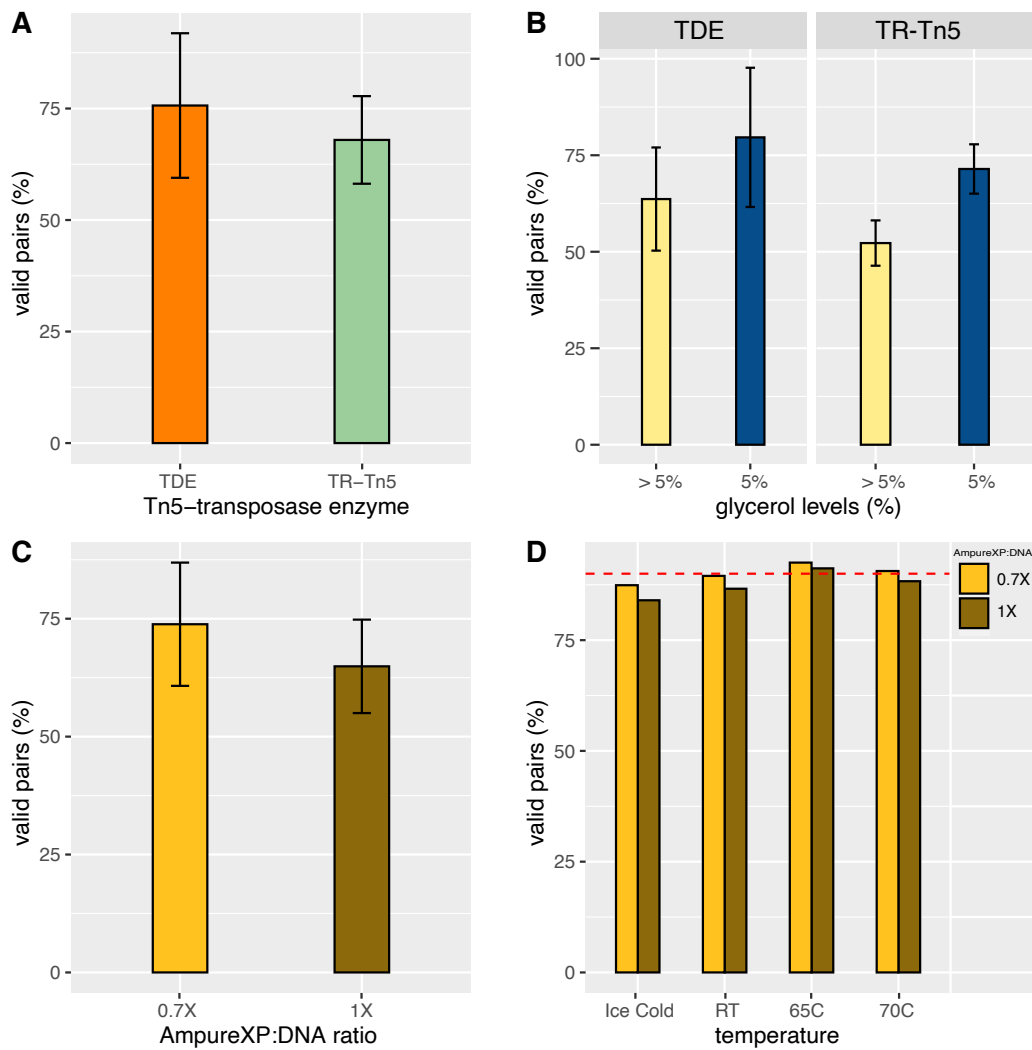 A
valid pairs (%)
75
50
25
0
TDE
TR−Tn5
Tn5−transposase enzyme
B
TDE
TR-Tn5
valid pairs (%)
100
75
50
25
0
> 5%
5%
> 5%
5%
glycerol levels (%)
C
valid pairs (%)
75
50
25
0
0.7X
1X
AmpureXP:DNA ratio
D
valid pairs (%)
75
50
25
0
Ice Cold
RT
65C
70C
temperature
AmpureXP:DNA
0.7X
1X